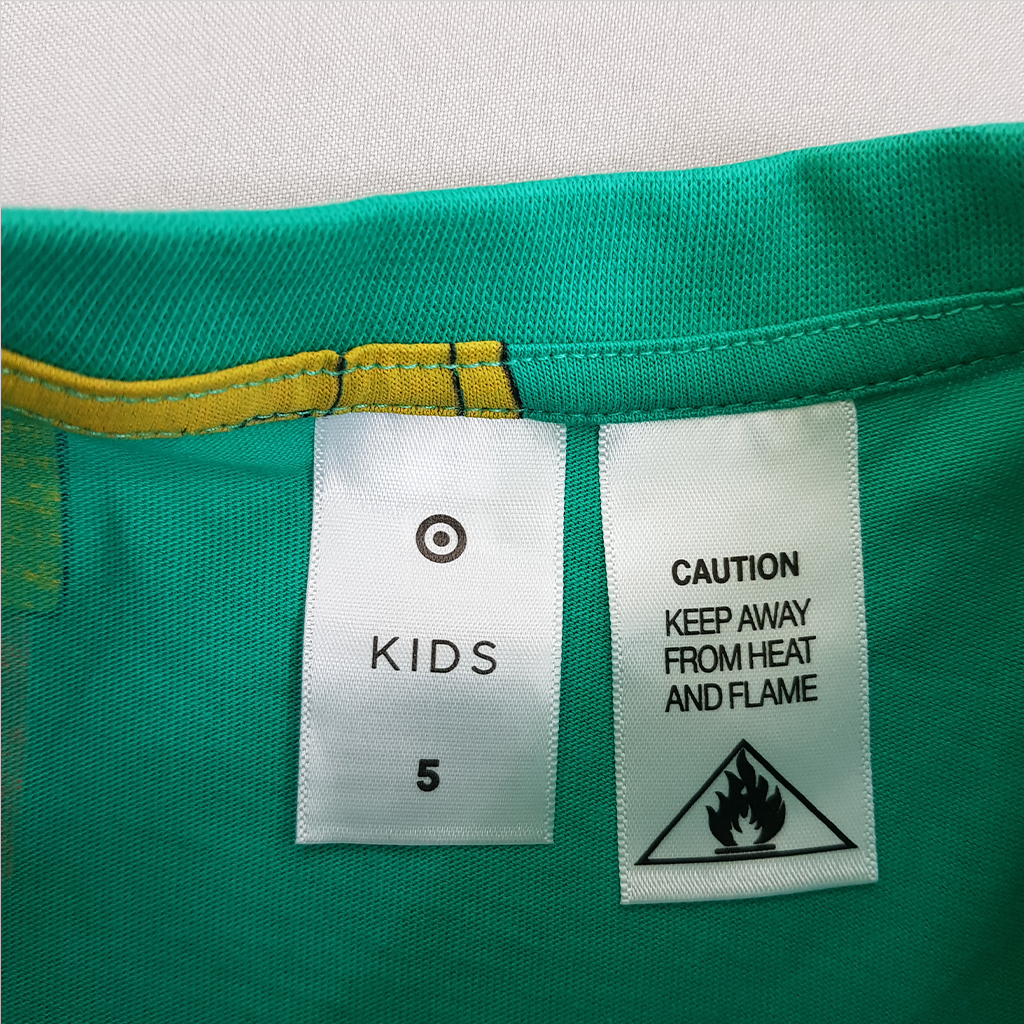 KIDS
5
CAUTION
KEEP AWAY
FROM HEAT
AND FLAME